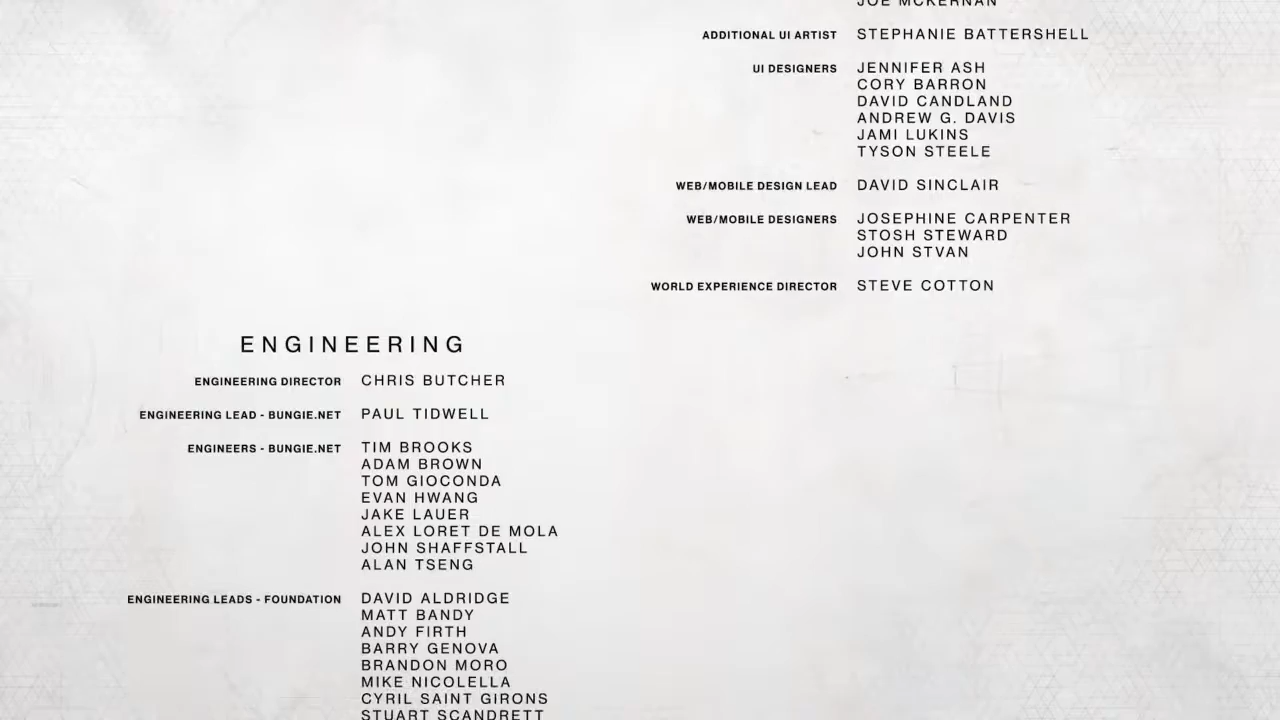 JOE MCKERNAN
ADDITIONAL UI ARTIST STEPHANIE BATTERSHELL
UI DESIGNERS JENNIFER ASH
CORY BARRON
DAVID CANDLAND
ANDREW G. DAVIS
JAMI LUKINS
TYSON STEELE
WEB/MOBILE DESIGN LEAD DAVID SINCLAIR
WEB/MOBILE DESIGNERS JOSEPHINE CARPENTER
STOSH STEWARD
JOHN STVAN
WORLD EXPERIENCE DIRECTOR STEVE COTTON
ENGINEERING
ENGINEERING DIRECTOR CHRIS BUTCHER
ENGINEERING LEAD - BUNGIE.NET PAUL TIDWELL
ENGINEERS - BUNGIE.NET TIM BROOKS
ADAM BROWN
TOM GIOCONDA
EVAN HWANG
JAKE LAUER
ALEX LORET DE MOLA
JOHN SHAFFSTALL
ALAN TSENG
ENGINEERING LEADS - FOUNDATION DAVID ALDRIDGE
MATT BANDY
ANDY FIRTH
BARRY GENOVA
BRANDON MORO
MIKE NICOLELLA
CYRIL SAINT GIRONS
STUART SCANDRETT